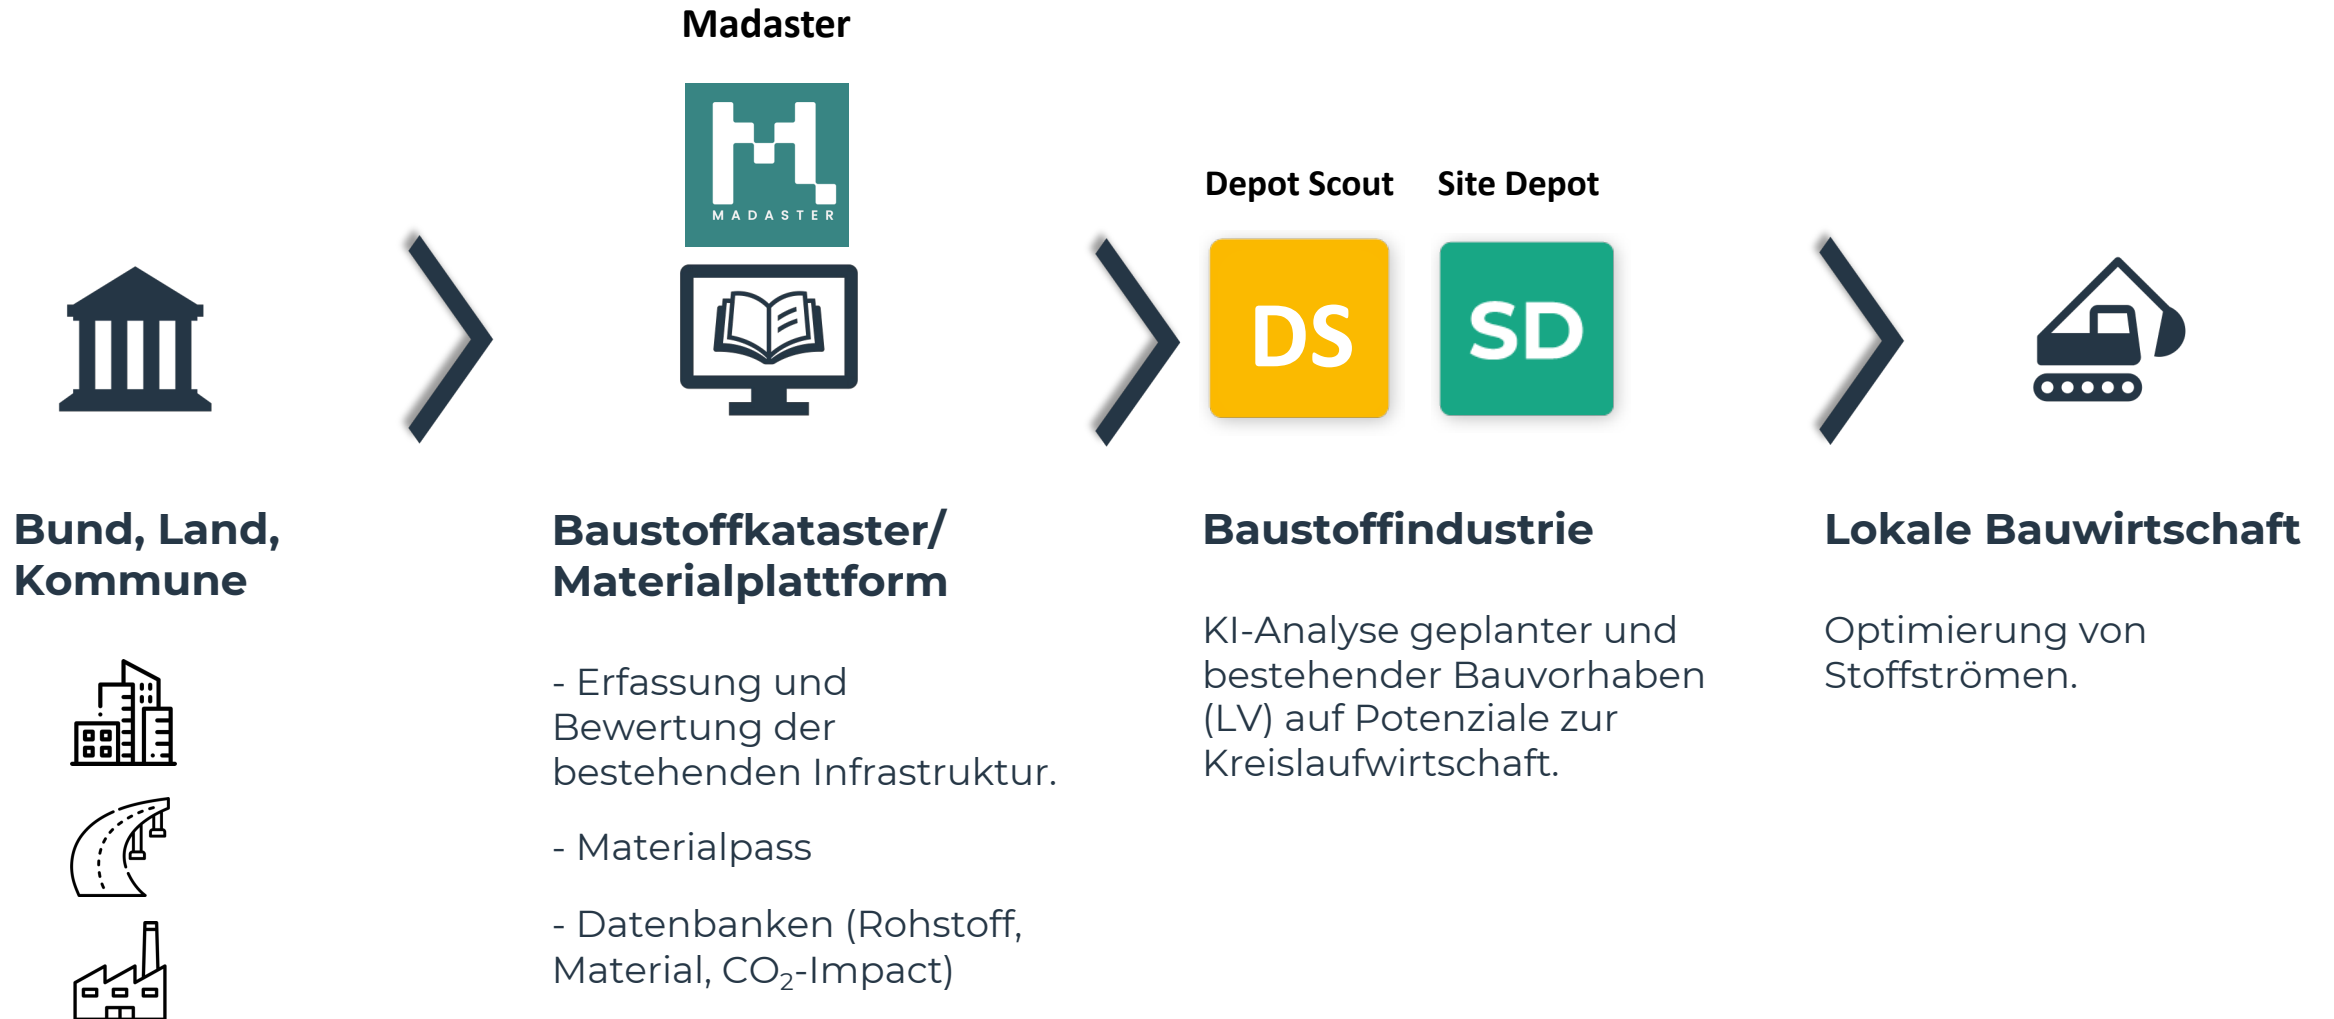 Madaster
MADASTER
Depot Scout
Site Depot
DS
SD
Bund, Land,
Kommune
Baustoffkataster/
Materialplattform
- Erfassung und
Bewertung der
bestehenden Infrastruktur.
- Materialpass
- Datenbanken (Rohstoff,
Material, CO₂-Impact)
Baustoffindustrie
KI-Analyse geplanter und
bestehender Bauvorhaben
(LV) auf Potenziale zur
Kreislaufwirtschaft.
Lokale Bauwirtschaft
Optimierung von
Stoffströmen.